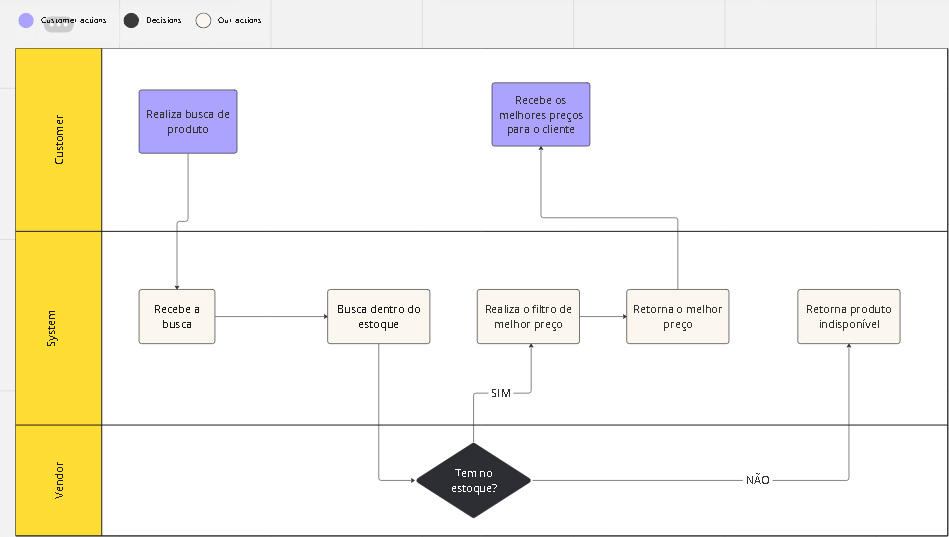 Customer actions
Decisions
Our actions
Customer
Realiza busca de
produto
Recebe os
melhores preços
para o cliente
System
Recebe a
busca
Busca dentro do
estoque
Realiza o filtro de
melhor preço
Retorna o melhor
preço
Retorna produto
indisponível
SIM
Vendor
Tem no
estoque?
NÃO